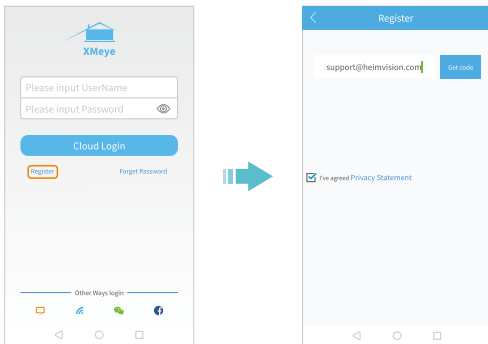 XMeye
Please input UserName
Please input Password
Cloud Login
Register
Forget Password
Other Ways login
Register
support@heimvision.com
Get code
I've agreed Privacy Statement